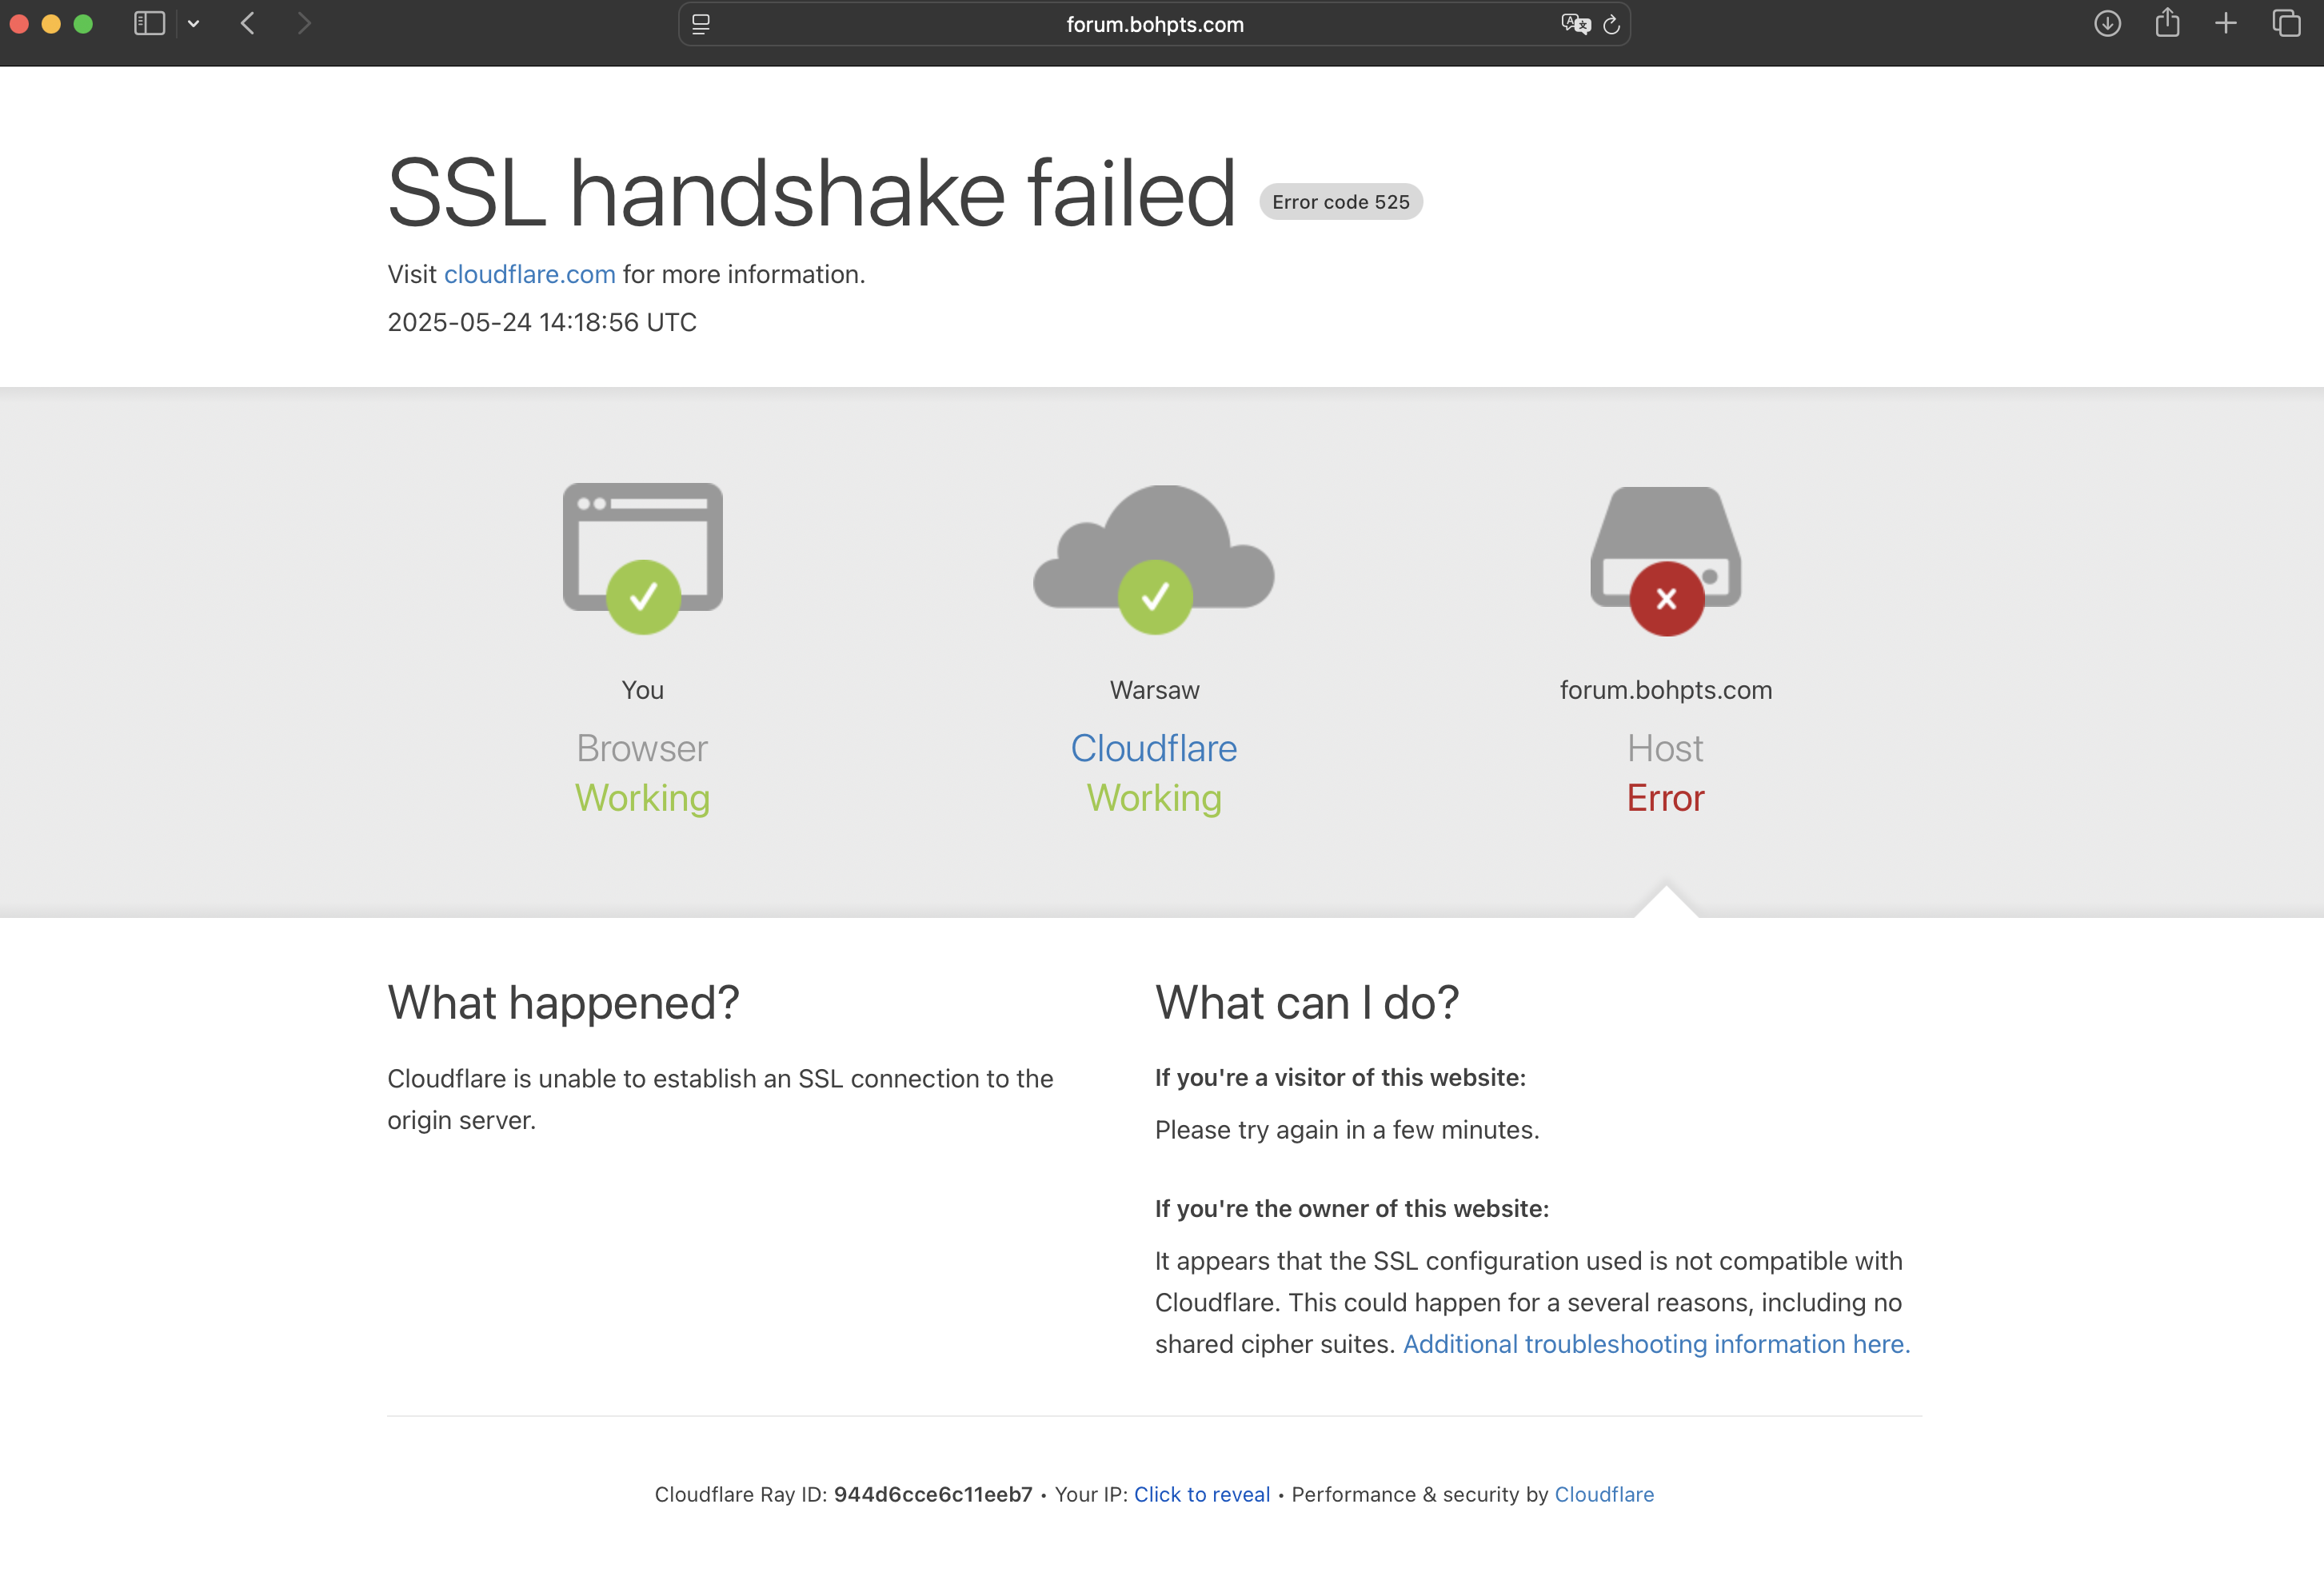 forum.bohpts.com
SSL handshake failed Error code 525
Visit cloudflare.com for more information.
2025-05-24 14:18:56 UTC
You
Browser
Working
Warsaw
Cloudflare
Working
forum.bohpts.com
Host
Error
What happened?
Cloudflare is unable to establish an SSL connection to the
origin server.
What can I do?
If you're a visitor of this website:
Please try again in a few minutes.
If you're the owner of this website:
It appears that the SSL configuration used is not compatible with
Cloudflare. This could happen for a several reasons, including no
shared cipher suites. Additional troubleshooting information here.
Cloudflare Ray ID: 944d6cce6c11eeb7 • Your IP: Click to reveal • Performance & security by Cloudflare